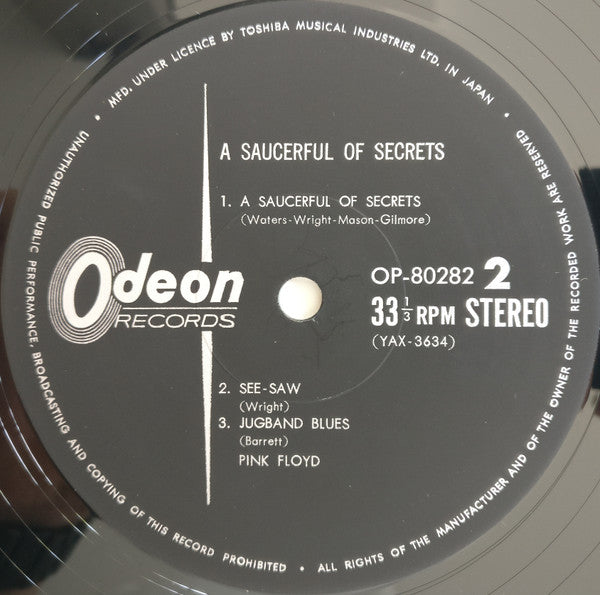 • MFD. UNDER LICENCE BY TOSHIBA MUSICAL INDUSTRIES LTD. IN JAPAN •
A SAUCERFUL OF SECRETS
1. A SAUCERFUL OF SECRETS
(Waters-Wright-Mason-Gilmore)
Odeon
RECORDS
OP-80282 2
33 1/3 RPM STEREO
(YAX-3634)
2. SEE-SAW
(Wright)
3. JUGBAND BLUES
(Barrett)
PINK FLOYD
UNAUTHORIZED PUBLIC PERFORMANCE, BROADCASTING AND COPYING OF THIS RECORD PROHIBITED • ALL RIGHTS OF THE MANUFACTURER AND OF THE OWNER OF THE RECORDED WORK ARE RESERVED